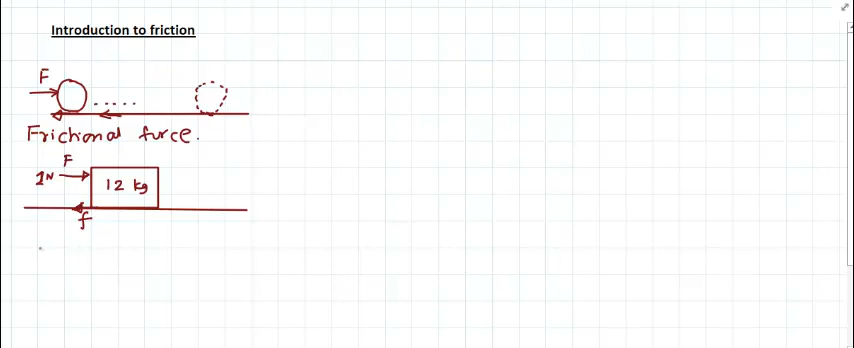 Introduction to friction
F
Frictional force.
F
1N
12 kg
f